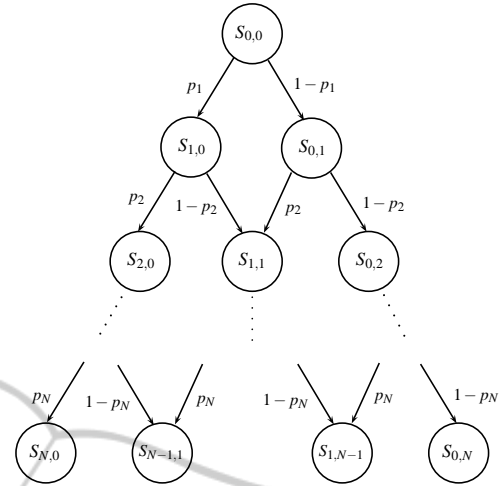 S0,0
p1
1−p1
S1,0
S0,1
p2
1−p2
p2
1−p2
S2,0
S1,1
S0,2
pN
1−pN
pN
1−pN
pN
1−pN
SN,0
SN−1,1
S1,N−1
S0,N